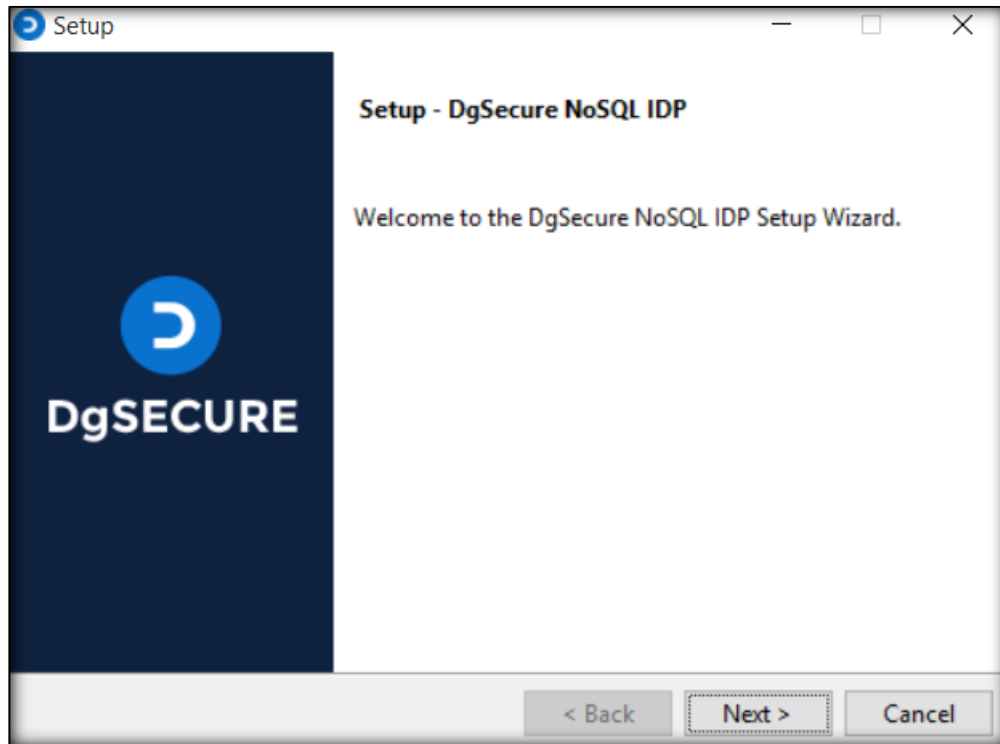 Setup
Setup - DgSecure NoSQL IDP
Welcome to the DgSecure NoSQL IDP Setup Wizard.
DgSECURE
< Back
Next >
Cancel